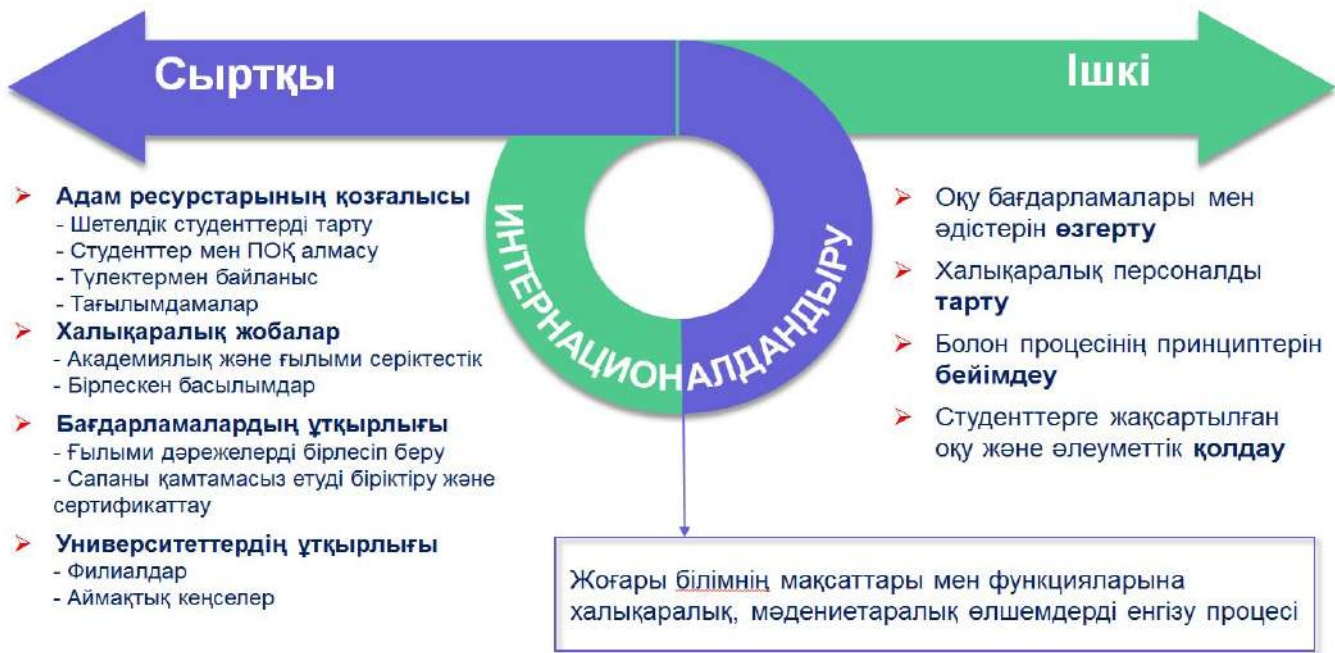 Сыртқы
Ішкі
ИНТЕРНАЦИОНАЛДАНДЫРУ
Адам ресурстарының қозғалысы
- Шетелдік студенттерді тарту
- Студенттер мен ПОҚ алмасу
- Түлектермен байланыс
- Тағылымдамалар
Халықаралық жобалар
- Академиялық және ғылыми серіктестік
- Бірлескен басылымдар
Бағдарламалардың ұтқырлығы
- Ғылыми дәрежелерді бірлесіп беру
- Сапаны қамтамасыз етуді біріктіру және
сертификаттау
Университеттердің ұтқырлығы
- Филиалдар
- Аймақтық кеңселер
Оқу бағдарламалары мен
әдістерін өзгерту
Халықаралық персоналды
тарту
Болон процесінің принциптерін
бейімдеу
Студенттерге жақсартылған
оқу және әлеуметтік қолдау
Жоғары білімнің мақсаттары мен функцияларына
халықаралық, мәдениетаралық өлшемдерді енгізу процесі